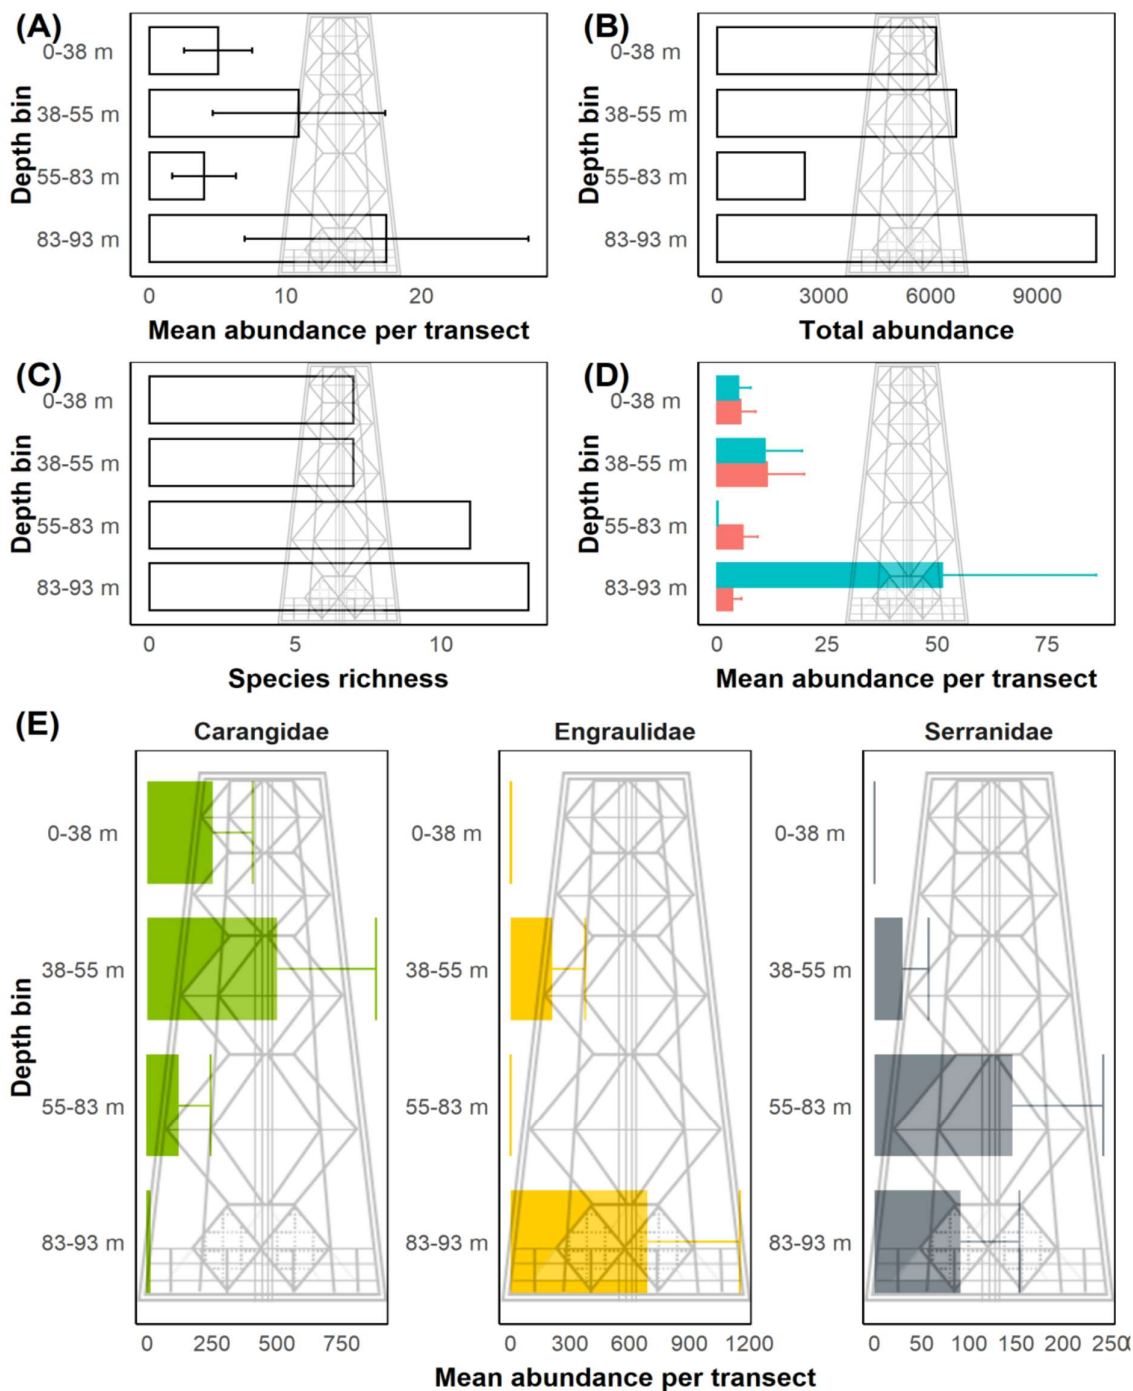 (A)
(B)
Depth bin
0-38 m
38-55 m
55-83 m
83-93 m
0 10 20
Mean abundance per transect
Depth bin
0-38 m
38-55 m
55-83 m
83-93 m
0 3000 6000 9000
Total abundance
(C)
(D)
Depth bin
0-38 m
38-55 m
55-83 m
83-93 m
0 5 10
Species richness
Depth bin
0-38 m
38-55 m
55-83 m
83-93 m
0 25 50 75
Mean abundance per transect
(E)
Carangidae
Engraulidae
Serranidae
Depth bin
0-38 m
38-55 m
55-83 m
83-93 m
0 250 500 750
0-38 m
38-55 m
55-83 m
83-93 m
0 300 600 900 1200
0-38 m
38-55 m
55-83 m
83-93 m
0 50 100 150 200 250
Mean abundance per transect